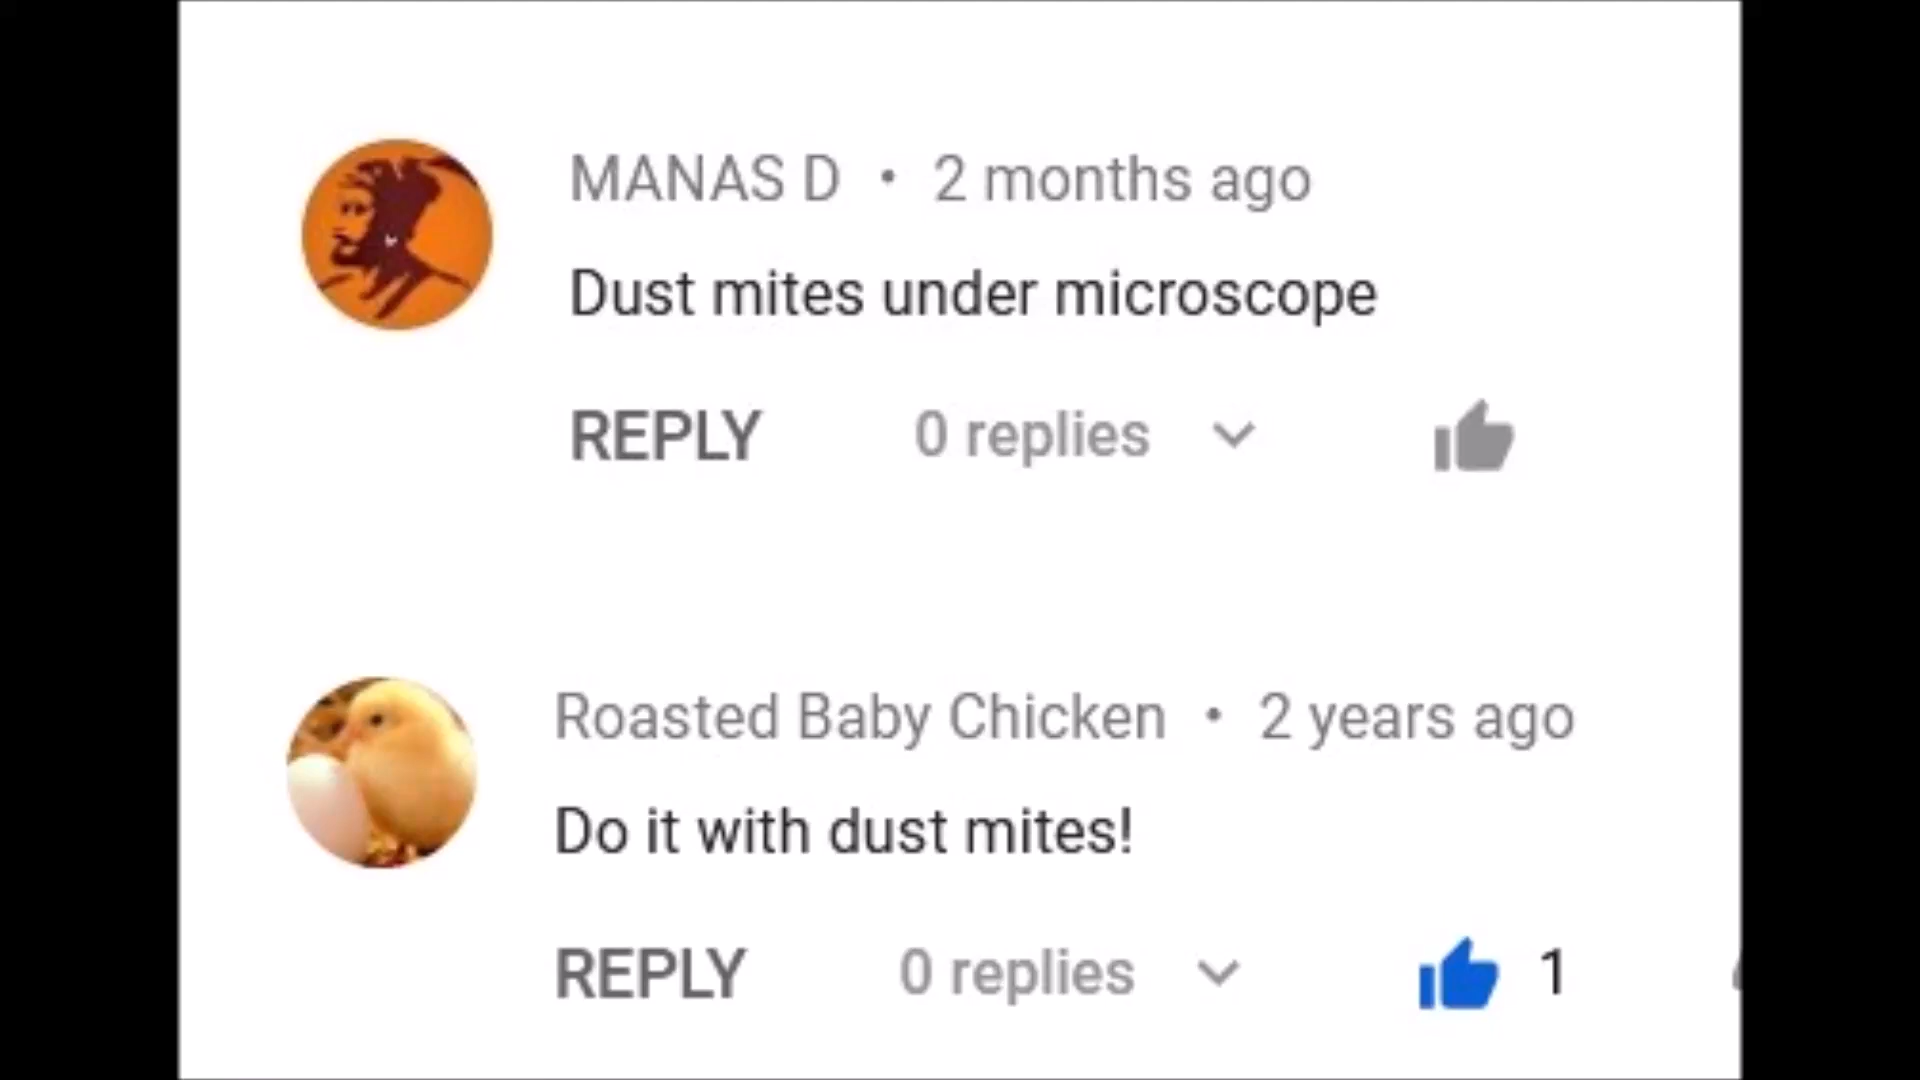 MANAS D • 2 months ago
Dust mites under microscope
REPLY 0 replies
Roasted Baby Chicken • 2 years ago
Do it with dust mites!
REPLY 0 replies 1